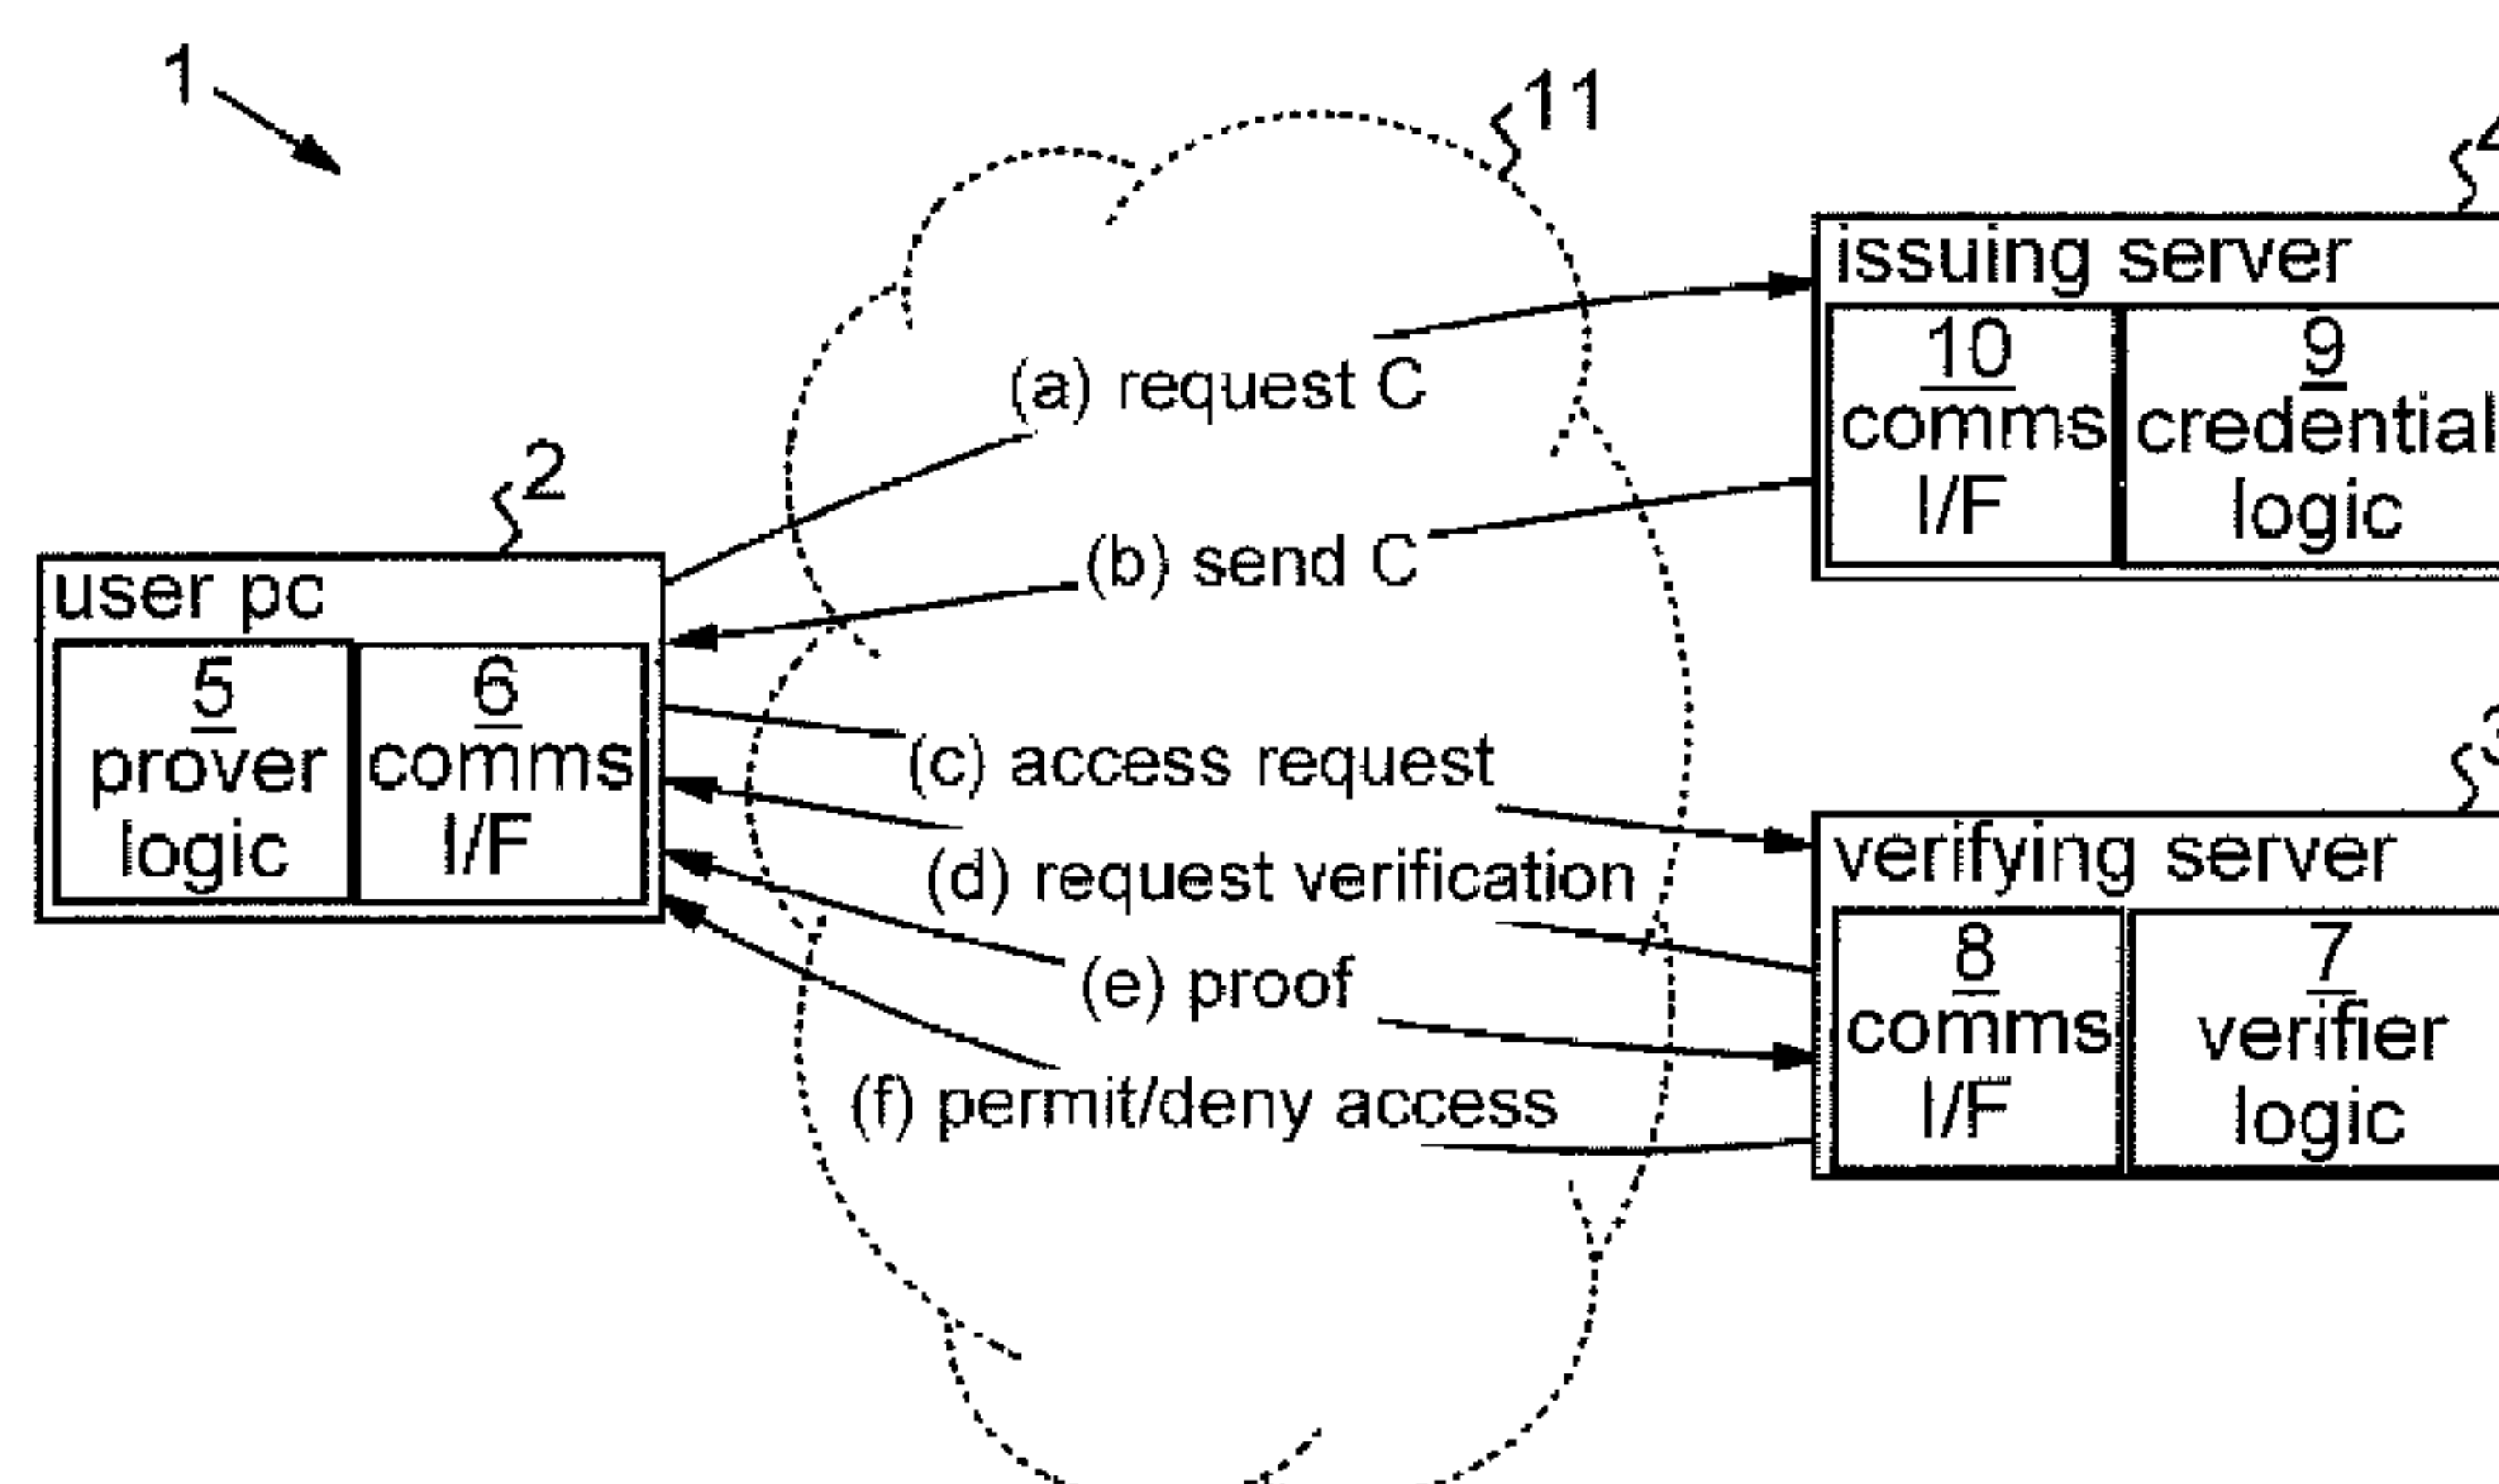 1
11
issuing server
10
comms
I/F
9
credential
logic
(a) request C
(b) send C
2
user pc
5
prover
logic
6
comms
I/F
(c) access request
(d) request verification
(e) proof
(f) permit/deny access
3
verifying server
8
comms
I/F
7
verifier
logic